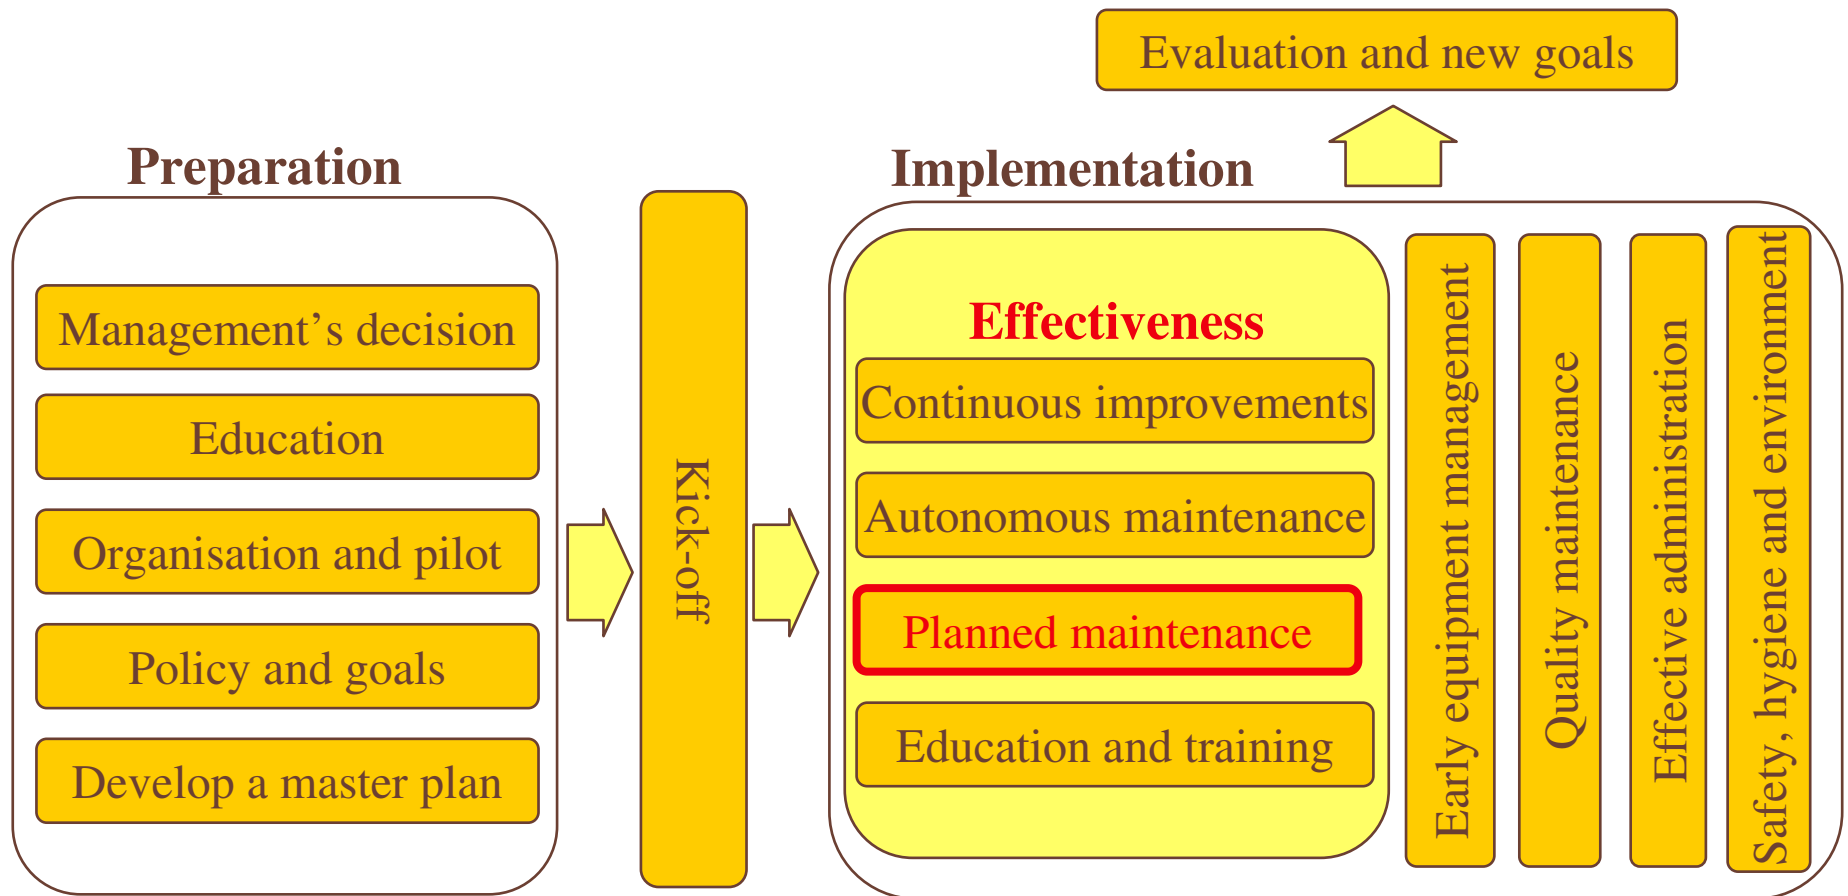 Evaluation and new goals
Preparation
Management’s decision
Education
Organisation and pilot
Policy and goals
Develop a master plan
Kick-off
Implementation
Effectiveness
Continuous improvements
Autonomous maintenance
Planned maintenance
Education and training
Early equipment management
Quality maintenance
Effective administration
Safety, hygiene and environment